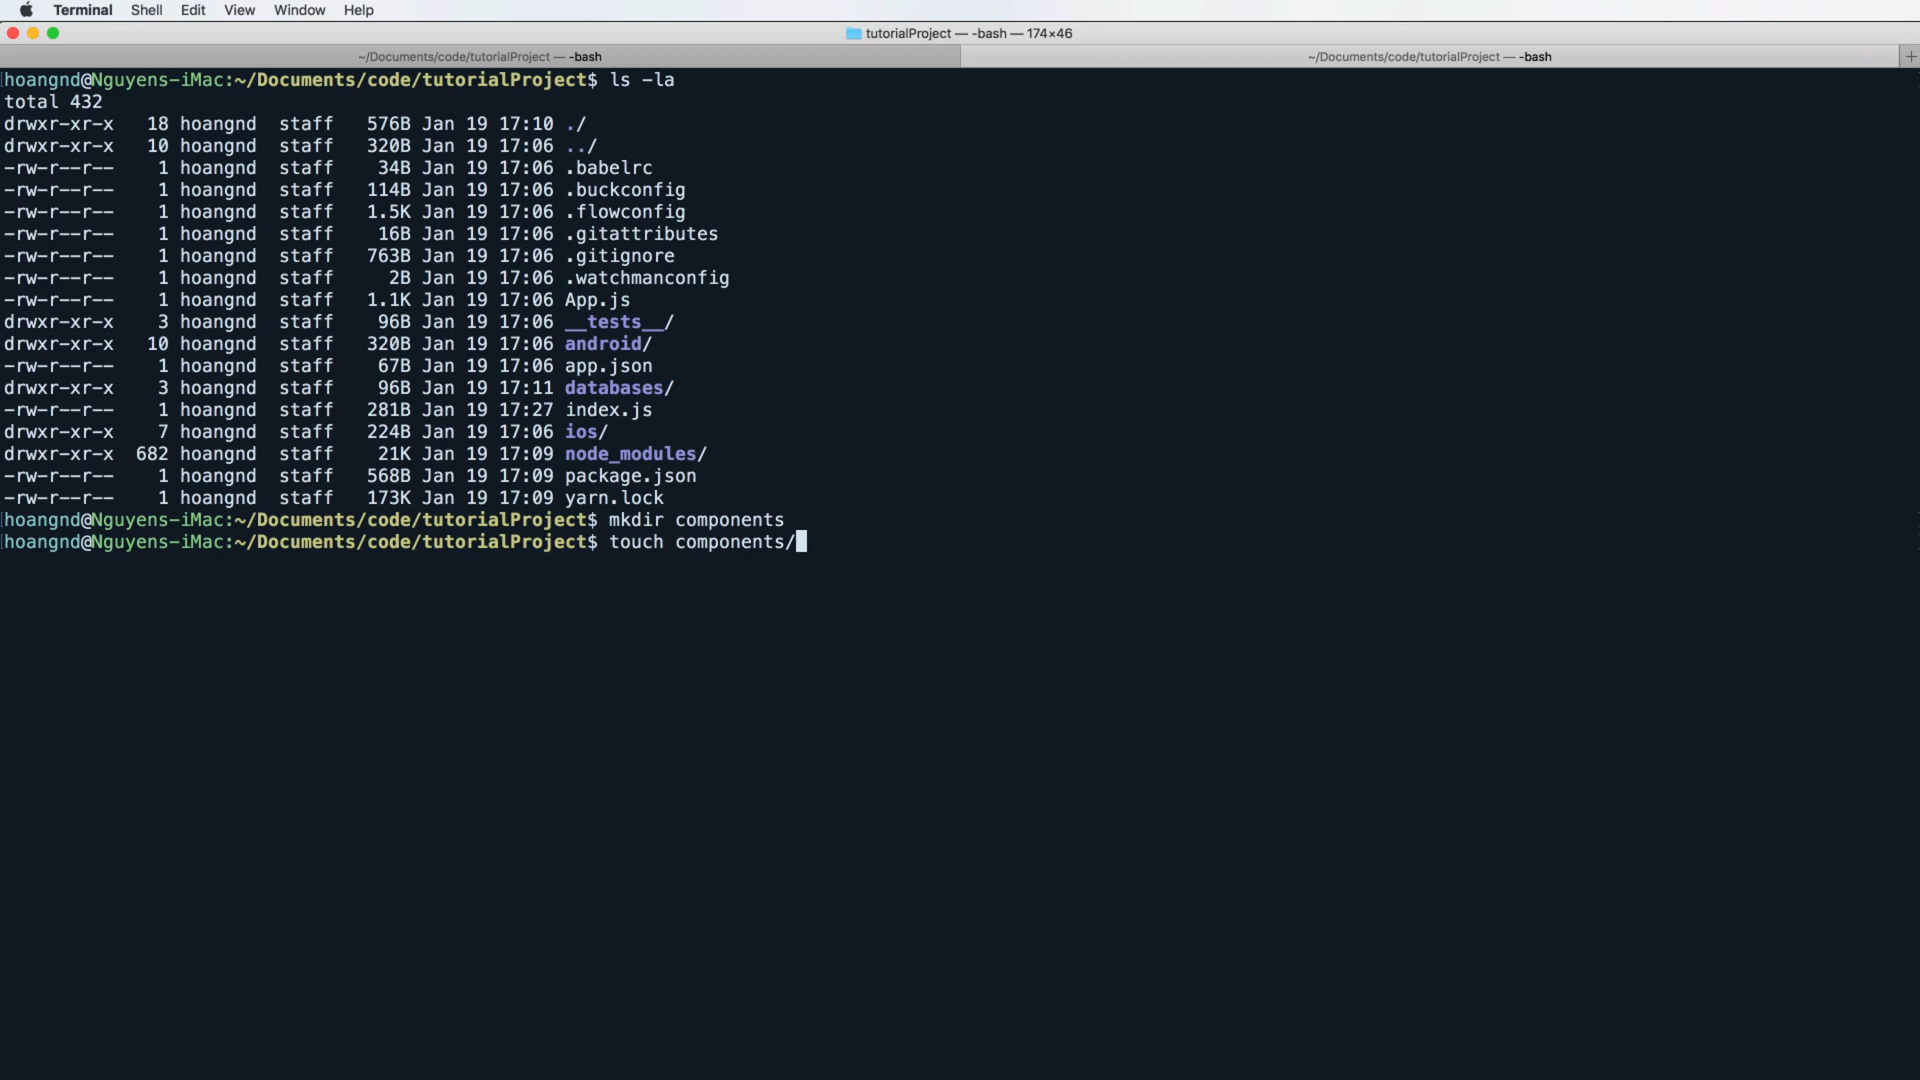 Terminal Shell Edit View Window Help
tutorialProject — -bash — 174×46
~/Documents/code/tutorialProject — -bash
~/Documents/code/tutorialProject — -bash +
hoangnd@Nguyens-iMac:~/Documents/code/tutorialProject$ ls -la
total 432
drwxr-xr-x 18 hoangnd staff 576B Jan 19 17:10 ./
drwxr-xr-x 10 hoangnd staff 320B Jan 19 17:06 ../
-rw-r--r-- 1 hoangnd staff 34B Jan 19 17:06 .babelrc
-rw-r--r-- 1 hoangnd staff 114B Jan 19 17:06 .buckconfig
-rw-r--r-- 1 hoangnd staff 1.5K Jan 19 17:06 .flowconfig
-rw-r--r-- 1 hoangnd staff 16B Jan 19 17:06 .gitattributes
-rw-r--r-- 1 hoangnd staff 763B Jan 19 17:06 .gitignore
-rw-r--r-- 1 hoangnd staff 2B Jan 19 17:06 .watchmanconfig
-rw-r--r-- 1 hoangnd staff 1.1K Jan 19 17:06 App.js
drwxr-xr-x 3 hoangnd staff 96B Jan 19 17:06 __tests__/
drwxr-xr-x 10 hoangnd staff 320B Jan 19 17:06 android/
-rw-r--r-- 1 hoangnd staff 67B Jan 19 17:06 app.json
drwxr-xr-x 3 hoangnd staff 96B Jan 19 17:11 databases/
-rw-r--r-- 1 hoangnd staff 281B Jan 19 17:27 index.js
drwxr-xr-x 7 hoangnd staff 224B Jan 19 17:06 ios/
drwxr-xr-x 682 hoangnd staff 21K Jan 19 17:09 node_modules/
-rw-r--r-- 1 hoangnd staff 568B Jan 19 17:09 package.json
-rw-r--r-- 1 hoangnd staff 173K Jan 19 17:09 yarn.lock
hoangnd@Nguyens-iMac:~/Documents/code/tutorialProject$ mkdir components
hoangnd@Nguyens-iMac:~/Documents/code/tutorialProject$ touch components/